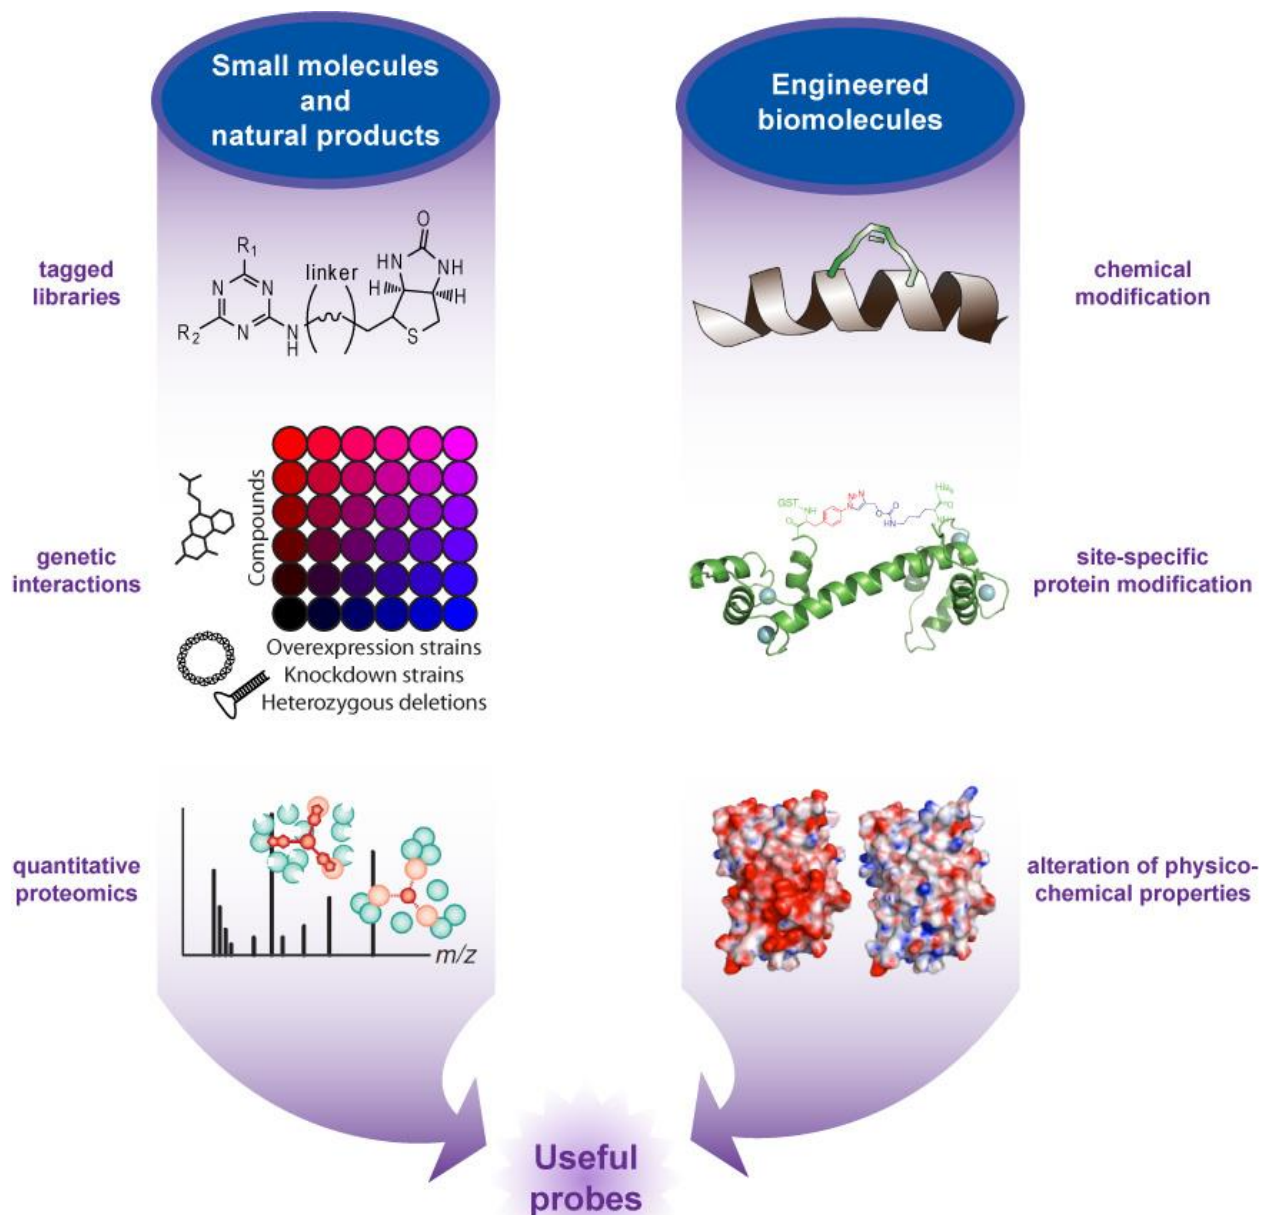 Small molecules
and
natural products
Engineered
biomolecules
tagged
libraries
R1
R2
N
N
N
N
H
linker
O
HN
NH
H
H
S
chemical
modification
genetic
interactions
Compounds
Overexpression strains
Knockdown strains
Heterozygous deletions
GST
NH
O
N
N
N
O
O
HN
His6
O
site-specific
protein modification
quantitative
proteomics
m/z
alteration of physico-
chemical properties
Useful
probes